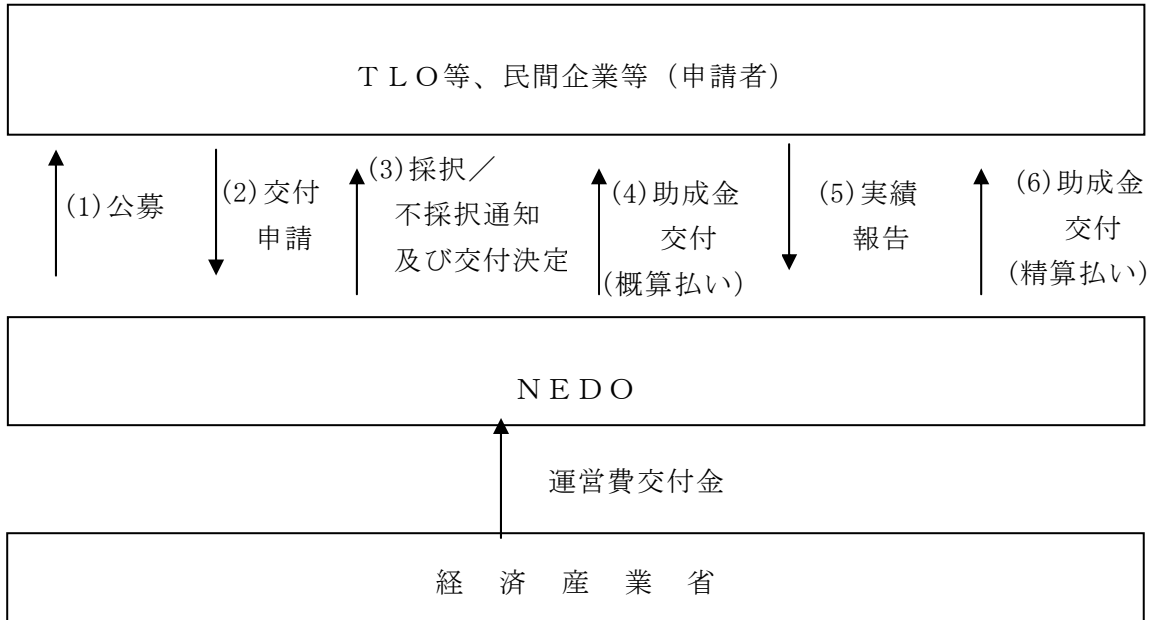 ＴＬＯ等、民間企業等（申請者）
(1)公募
(2)交付
申請
(3)採択／
不採択通知
及び交付決定
(4)助成金
交付
(概算払い)
(5)実績
報告
(6)助成金
交付
(精算払い)
ＮＥＤＯ
運営費交付金
経　済　産　業　省